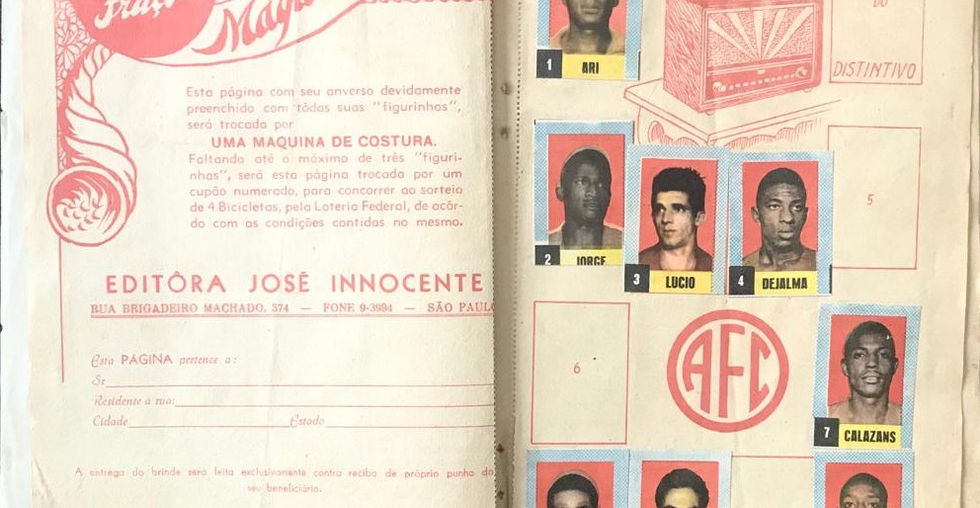 Fraç
Magi
Esta página com seu anverso devidamente
preenchido com tôdas suas "figurinhas",
será trocada por
UMA MAQUINA DE COSTURA.
Faltando até o máximo de três "figuri-
nhas", será esta página trocada por um
cupão numerado, para concorrer ao sorteio
de 4 Bicicletas, pela Loteria Federal, de acôr-
do com as condições contidas no mesmo.
EDITÔRA JOSÉ INNOCENTE
RUA BRIGADEIRO MACHADO, 374 — FONE 9-3994 — SÃO PAULO
Esta PÁGINA pertence a:
Sr.
Residente à rua:
Cidade Estado
A entrega do brinde será feita exclusivamente contra recibo de próprio punho do
seu beneficiário.
1 ARI
DO
DISTINTIVO
2 JORGE
3 LUCIO
4 DEJALMA
5
6
AFC
7 CALAZANS